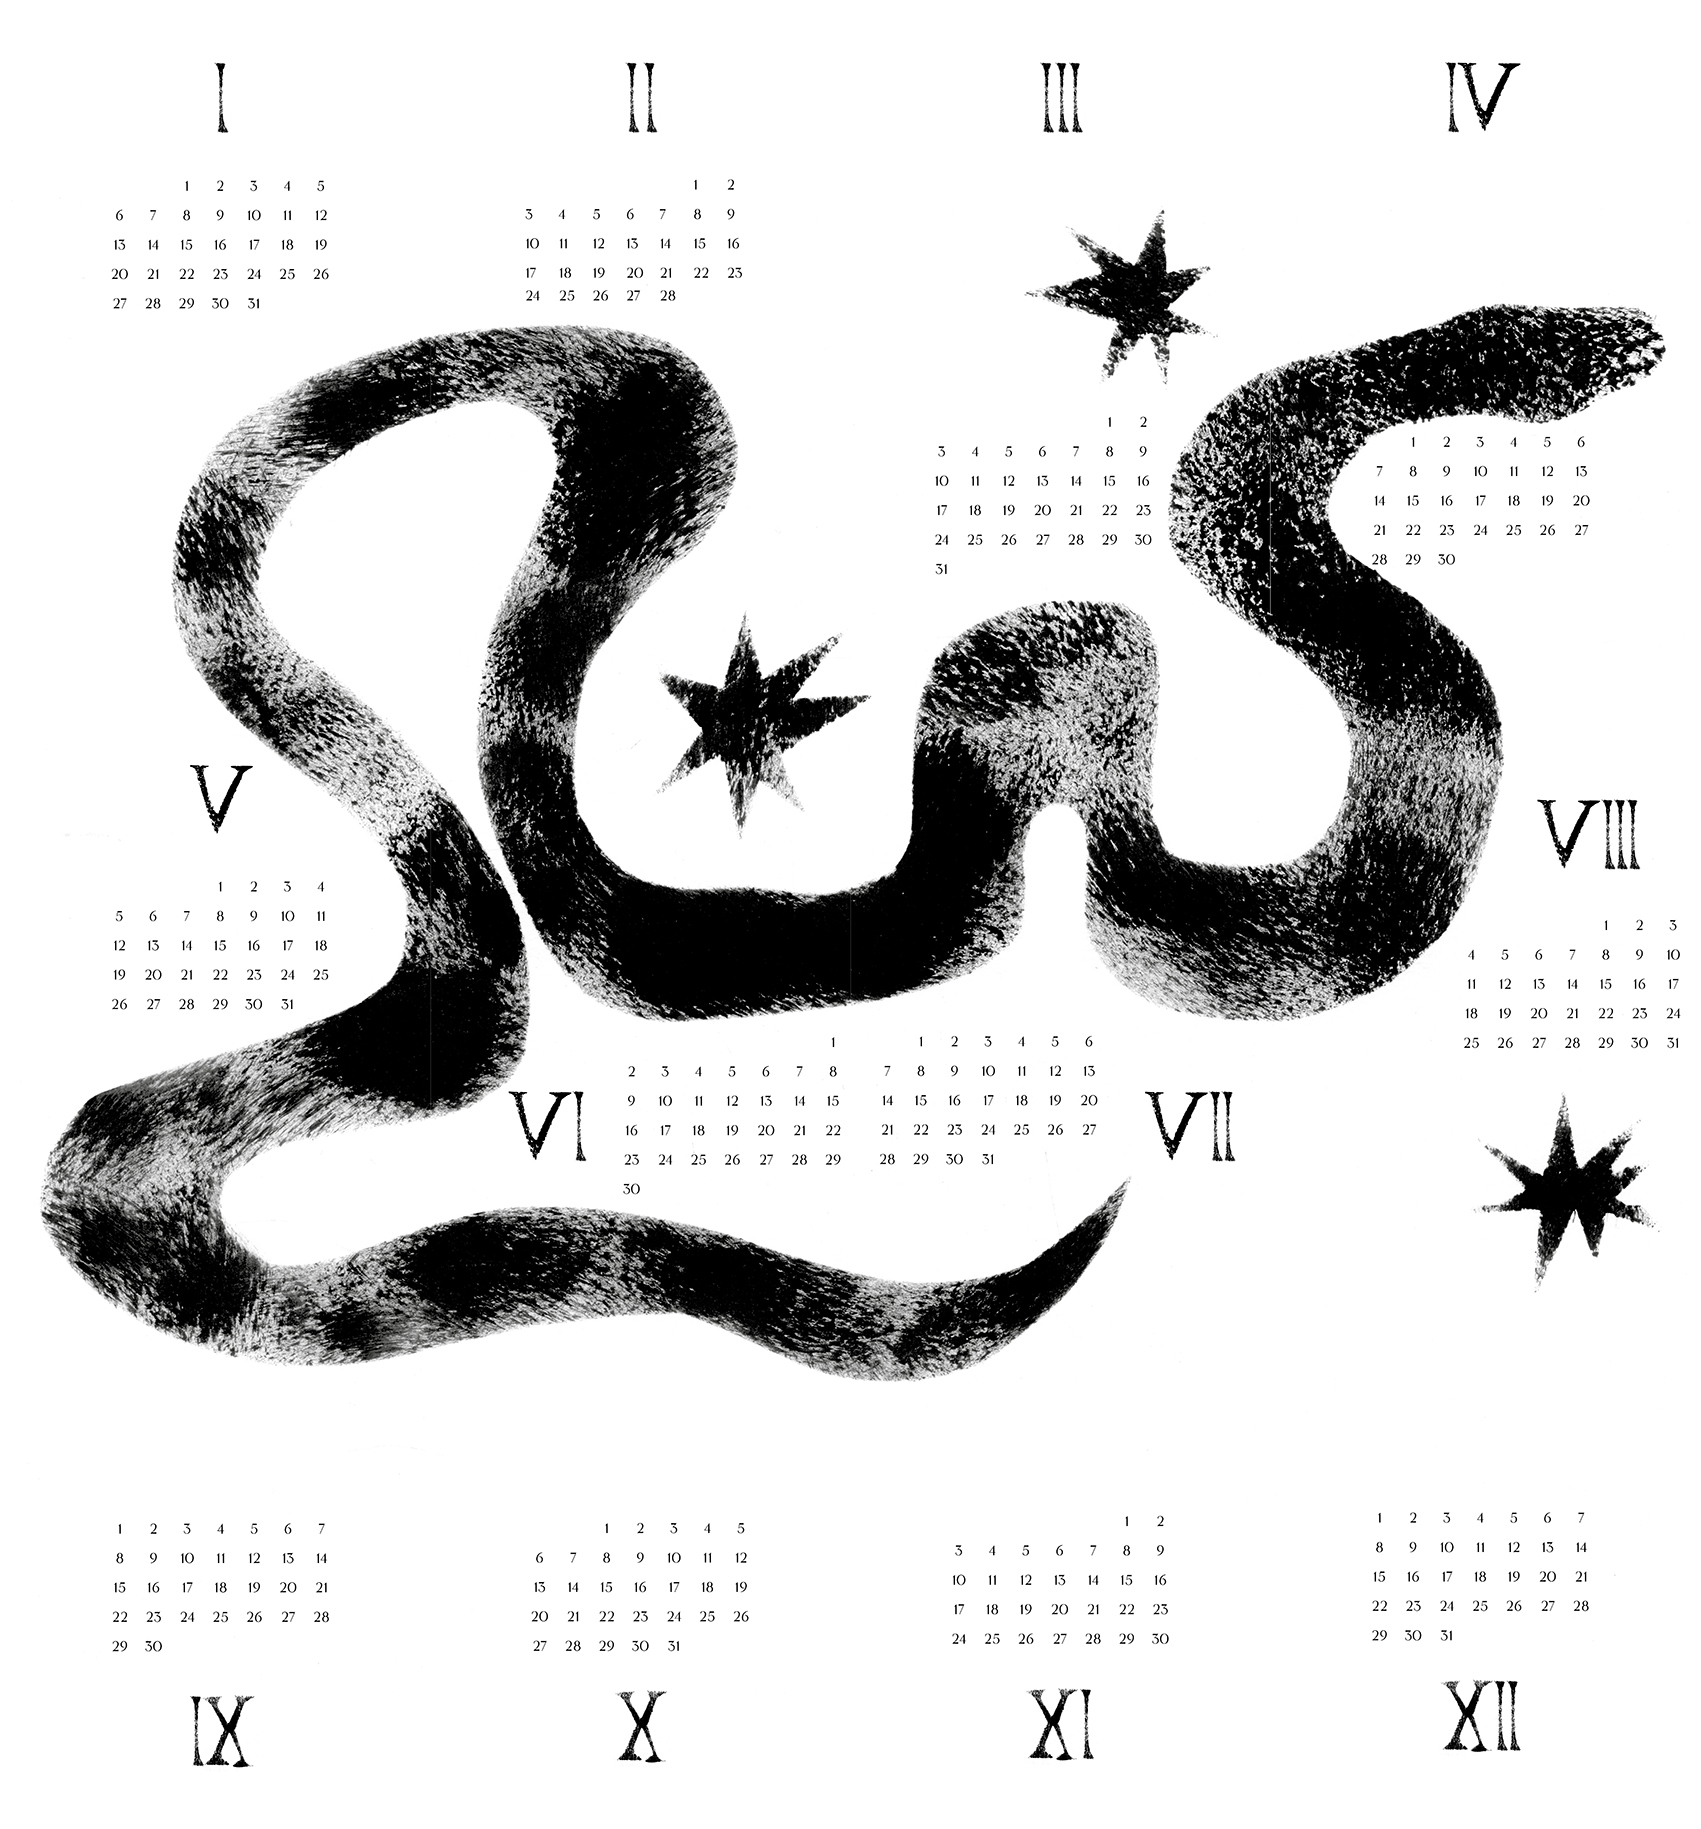 I
1 2 3 4 5
6 7 8 9 10 11 12
13 14 15 16 17 18 19
20 21 22 23 24 25 26
27 28 29 30 31
II
1 2
3 4 5 6 7 8 9
10 11 12 13 14 15 16
17 18 19 20 21 22 23
24 25 26 27 28
III
1 2
3 4 5 6 7 8 9
10 11 12 13 14 15 16
17 18 19 20 21 22 23
24 25 26 27 28 29 30
31
IV
1 2 3 4 5 6
7 8 9 10 11 12 13
14 15 16 17 18 19 20
21 22 23 24 25 26 27
28 29 30
V
1 2 3 4
5 6 7 8 9 10 11
12 13 14 15 16 17 18
19 20 21 22 23 24 25
26 27 28 29 30 31
VI
1
2 3 4 5 6 7 8
9 10 11 12 13 14 15
16 17 18 19 20 21 22
23 24 25 26 27 28 29
30
1 2 3 4 5 6
7 8 9 10 11 12 13
14 15 16 17 18 19 20
21 22 23 24 25 26 27
28 29 30 31
VII
VIII
1 2 3
4 5 6 7 8 9 10
11 12 13 14 15 16 17
18 19 20 21 22 23 24
25 26 27 28 29 30 31
1 2 3 4 5 6 7
8 9 10 11 12 13 14
15 16 17 18 19 20 21
22 23 24 25 26 27 28
29 30
IX
1 2 3 4 5
6 7 8 9 10 11 12
13 14 15 16 17 18 19
20 21 22 23 24 25 26
27 28 29 30 31
X
1 2
3 4 5 6 7 8 9
10 11 12 13 14 15 16
17 18 19 20 21 22 23
24 25 26 27 28 29 30
XI
1 2 3 4 5 6 7
8 9 10 11 12 13 14
15 16 17 18 19 20 21
22 23 24 25 26 27 28
29 30 31
XII